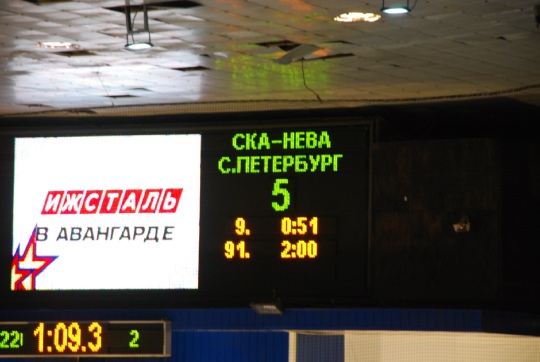 СКА-НЕВА
С.ПЕТЕРБУРГ
5
9. 0:51
91. 2:00
ИЖСТАЛЬ
В АВАНГАРДЕ
1:09.3 2